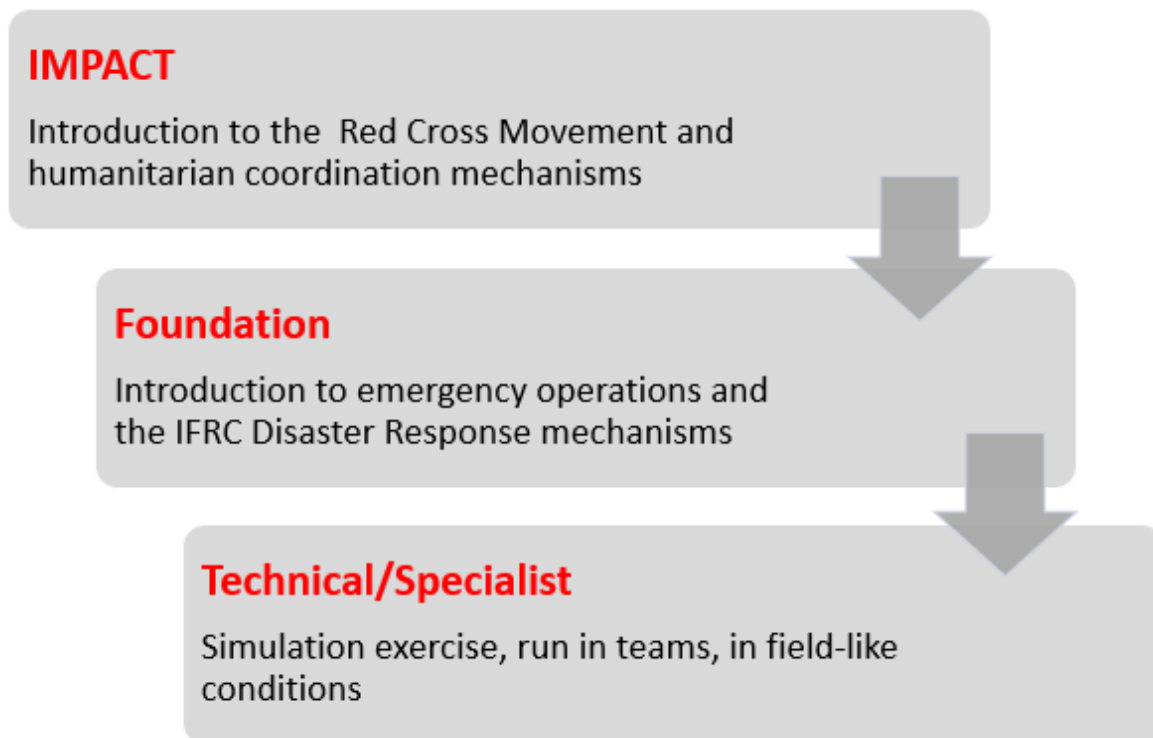 IMPACT
Introduction to the  Red Cross Movement and
humanitarian coordination mechanisms
Foundation
Introduction to emergency operations and
the IFRC Disaster Response mechanisms
Technical/Specialist
Simulation exercise, run in teams, in field-like
conditions